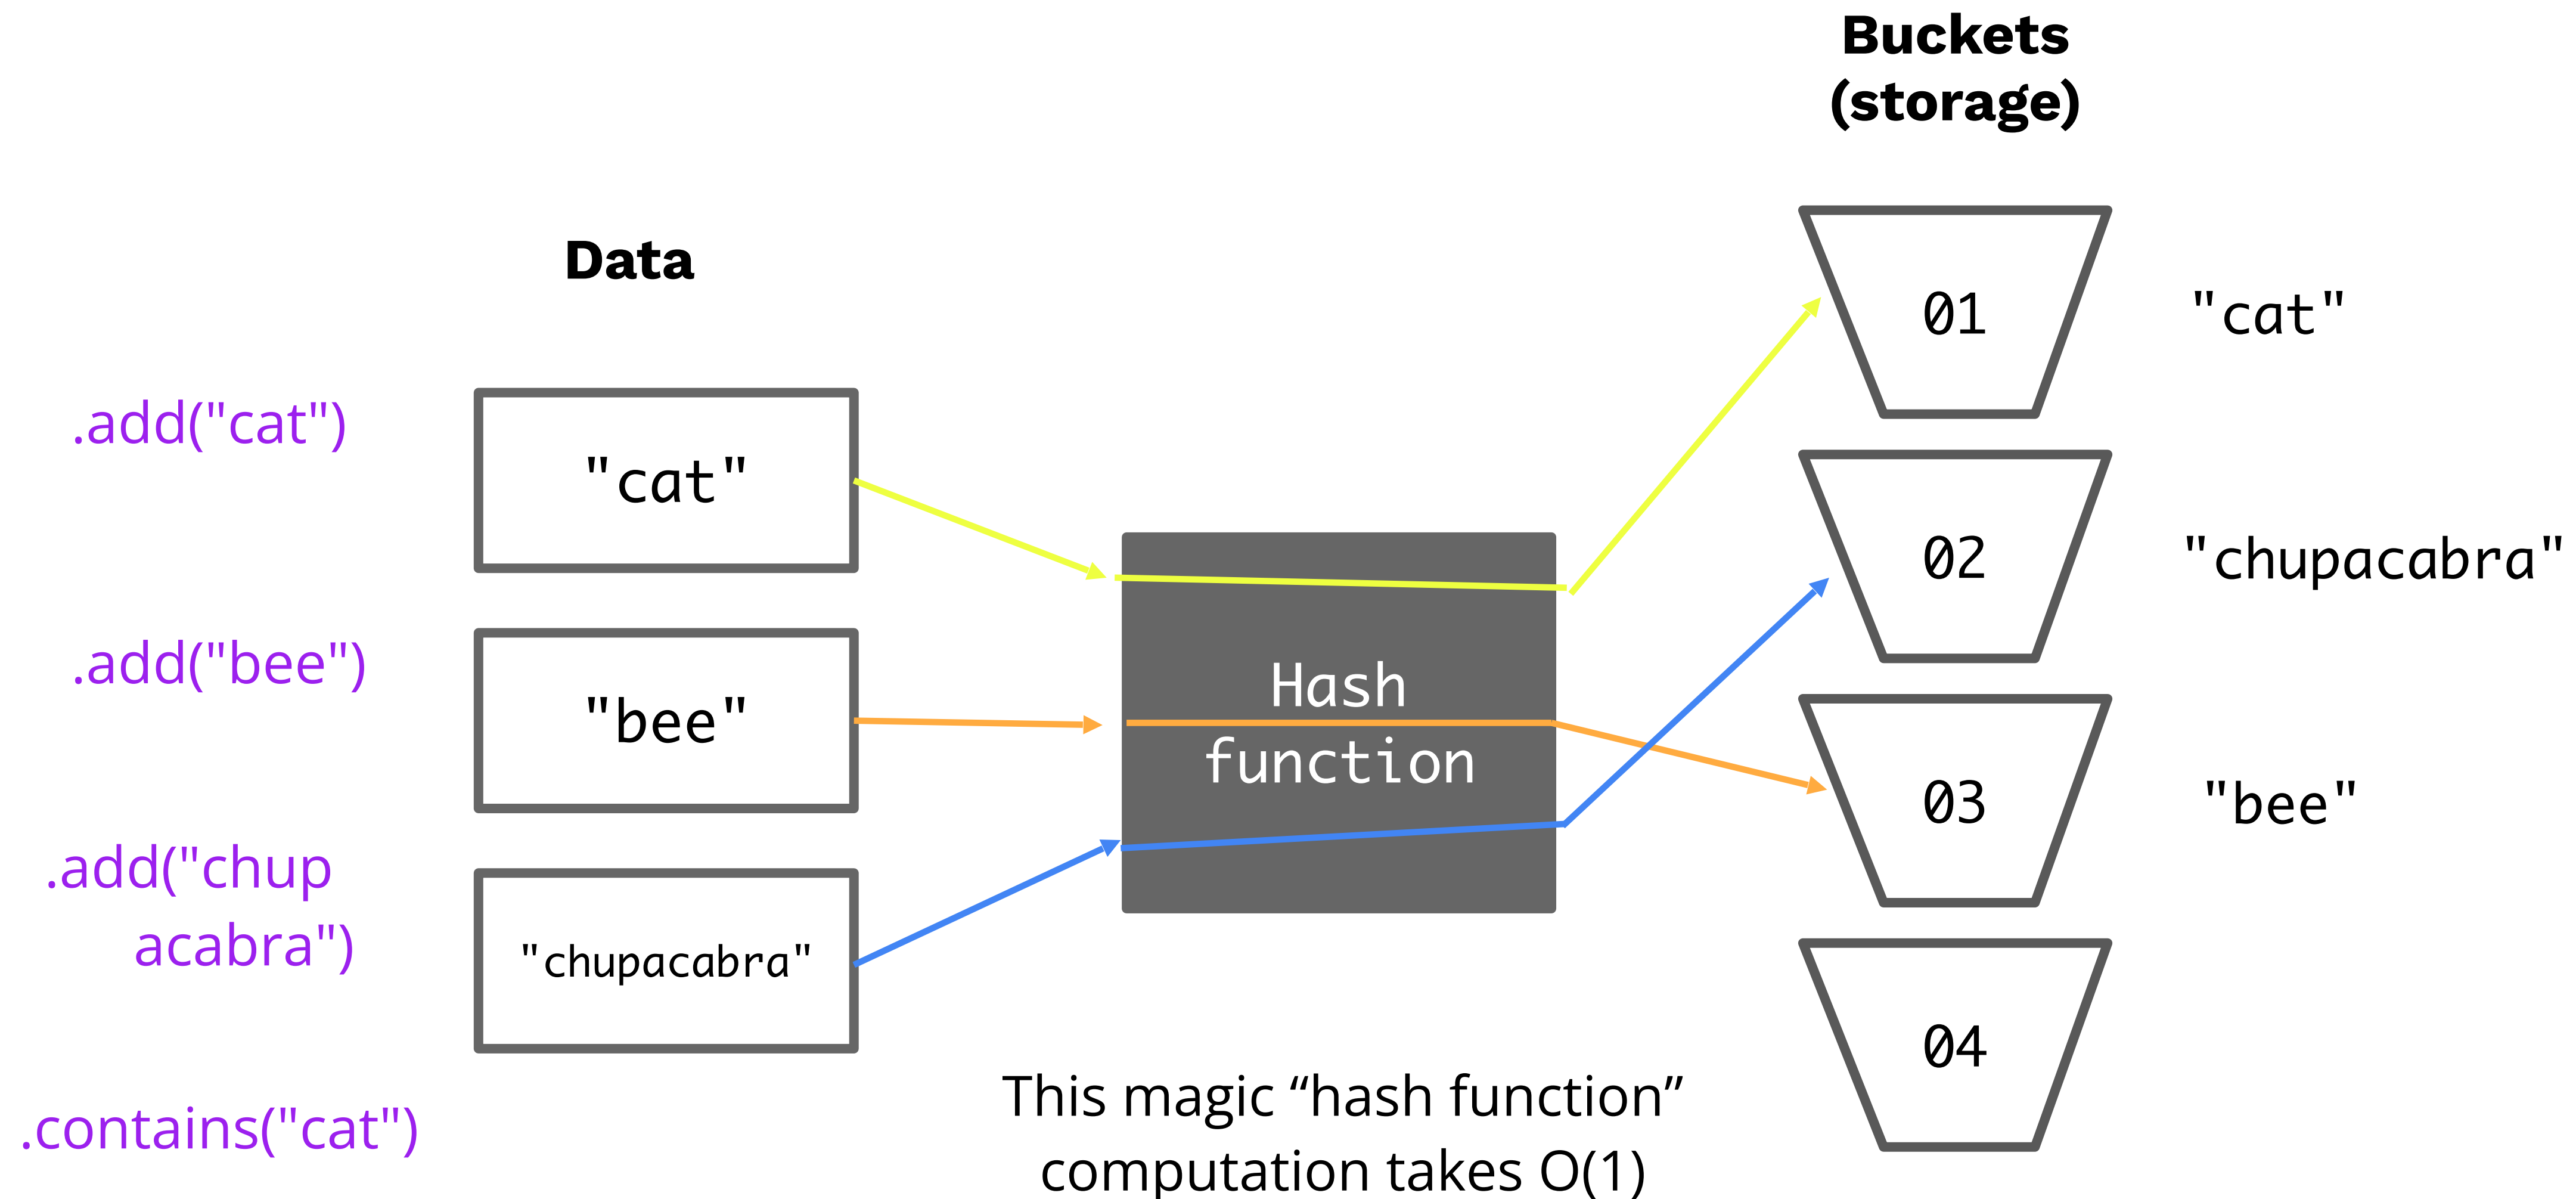 Buckets
(storage)
Data
.add("cat")
.add("bee")
.add("chup
acabra")
.contains("cat")
"cat"
"bee"
"chupacabra"
Hash
function
This magic “hash function”
computation takes O(1)
01
"cat"
02
"chupacabra"
03
"bee"
04